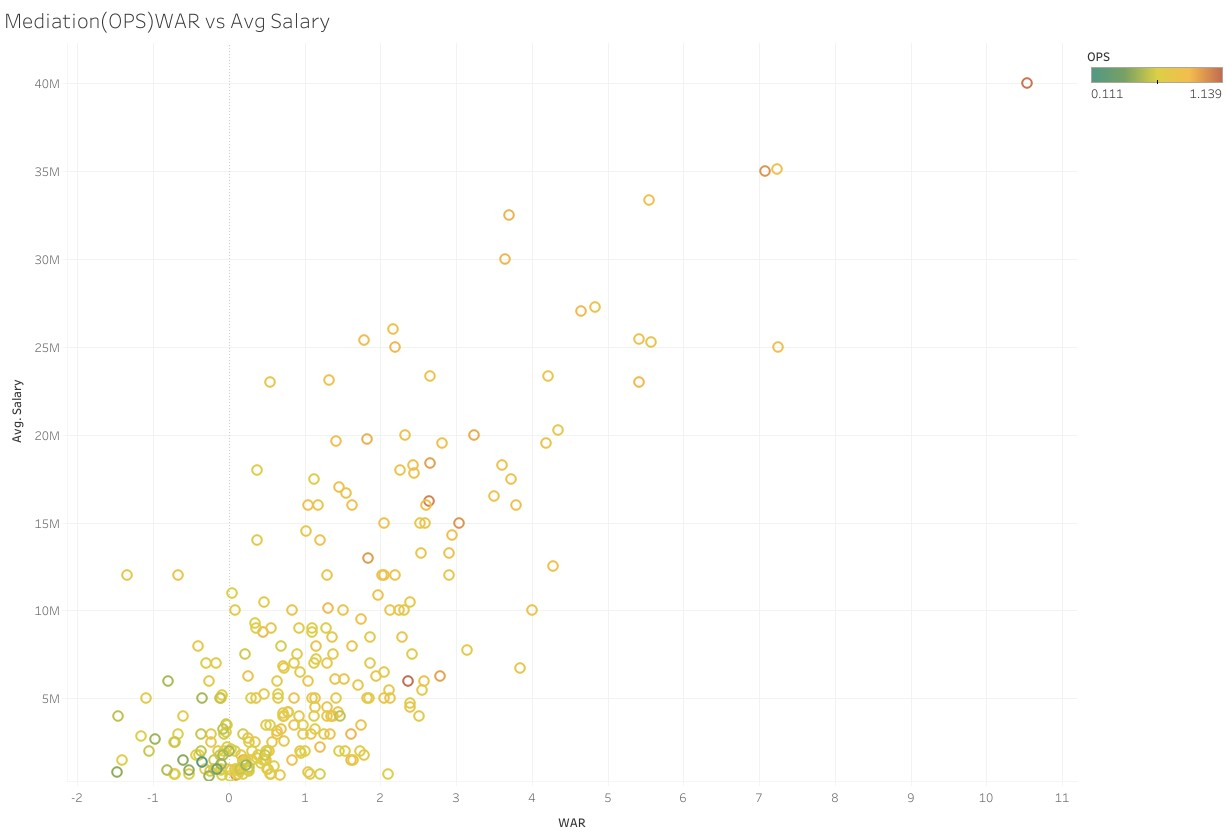 Mediation(OPS)WAR vs Avg Salary
OPS
0.111 1.139
40M
35M
30M
25M
20M
15M
10M
5M
Avg. Salary
-2 -1 0 1 2 3 4 5 6 7 8 9 10 11
WAR